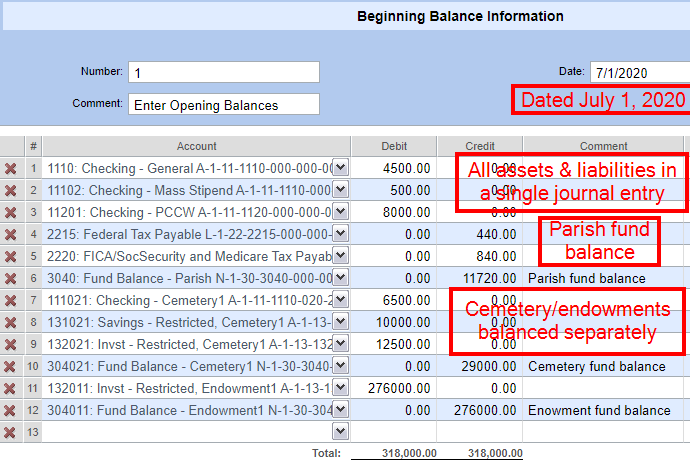 Beginning Balance Information
Number: 1 Date: 7/1/2020
Comment: Enter Opening Balances
Dated July 1, 2020
# Account Debit Credit Comment
1 1110: Checking - General A-1-11-1110-000-000-00 4500.00 0.00
2 11102: Checking - Mass Stipend A-1-11-1110-000 500.00 0.00
3 11201: Checking - PCCW A-1-11-1120-000-000-0 8000.00 0.00
All assets & liabilities in
a single journal entry
4 2215: Federal Tax Payable L-1-22-2215-000-000- 0.00 440.00
5 2220: FICA/SocSecurity and Medicare Tax Payab 0.00 840.00
Parish fund
balance
6 3040: Fund Balance - Parish N-1-30-3040-000-00 0.00 11720.00 Parish fund balance
7 111021: Checking - Cemetery1 A-1-11-1110-020-2 6500.00 0.00
8 131021: Savings - Restricted, Cemetery1 A-1-13- 10000.00 0.00
9 132021: Invst - Restricted, Cemetery1 A-1-13-132 12500.00 0.00
Cemetery/endowments
balanced separately
10 304021: Fund Balance - Cemetery1 N-1-30-3040- 0.00 29000.00 Cemetery fund balance
11 132011: Invst - Restricted, Endowment1 A-1-13-1 276000.00 0.00
12 304011: Fund Balance - Endowment1 N-1-30-304 0.00 276000.00 Enowment fund balance
13
Total: 318,000.00 318,000.00